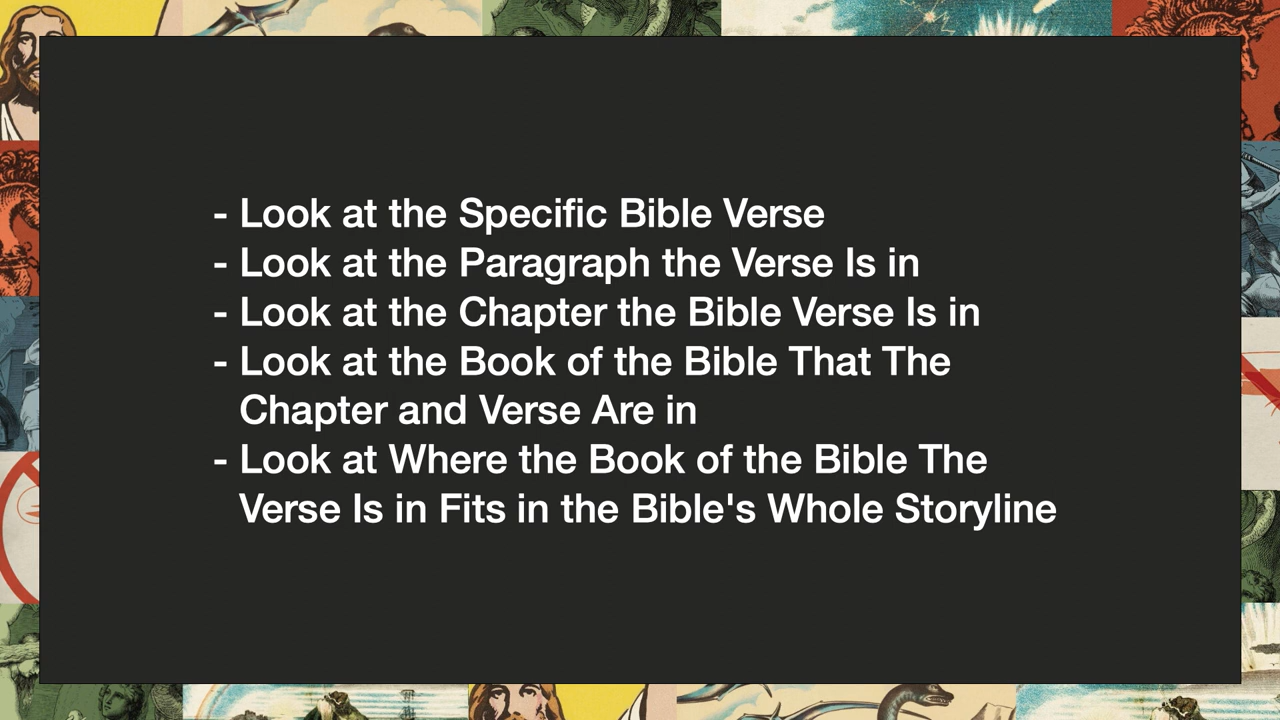 - Look at the Specific Bible Verse
- Look at the Paragraph the Verse Is in
- Look at the Chapter the Bible Verse Is in
- Look at the Book of the Bible That The
Chapter and Verse Are in
- Look at Where the Book of the Bible The
Verse Is in Fits in the Bible's Whole Storyline